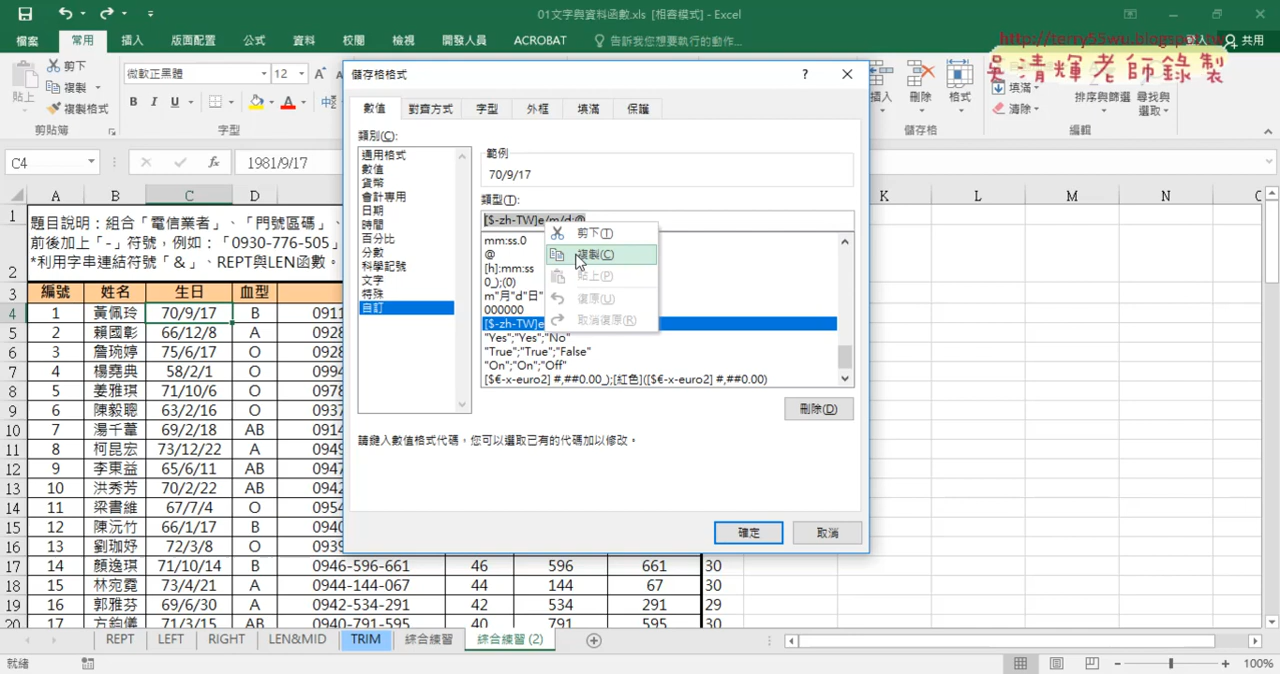 01文字與資料函數.xls [相容模式] - Excel
檔案 常用 插入 版面配置 公式 資料 校閱 檢視 開發人員 ACROBAT 告訴我您想要執行的動作... 登入 共用
http://terry55wu.blogspot.tw
吳清輝老師錄製
剪下
複製
複製格式
貼上
剪貼簿
微軟正黑體 12
B I U
字型
插入 刪除 格式
儲存格
填滿
清除
排序與篩選 尋找與選取
編輯
C4 fx 1981/9/17
A B C D K L M N
題目說明：組合「電信業者」、「門號區碼」、
前後加上「-」符號，例如：「0930-776-505」
*利用字串連結符號「&」、REPT與LEN函數。
編號 姓名 生日 血型
1 黃佩玲 70/9/17 B 0911
2 賴國彰 66/12/8 A 0928
3 詹琬婷 75/6/17 O 0926
4 楊堯典 58/2/1 O 0994
5 姜雅琪 71/10/6 O 0938
6 陳毅聰 63/2/16 O 0937
7 湯千葦 69/2/18 AB 0914
8 柯昆宏 73/12/22 A 0949
9 李東益 65/6/11 AB 0927
10 洪秀芳 70/2/22 AB 0942
11 梁書維 67/7/4 O 0954
12 陳沅竹 66/1/17 B 0920
13 劉珈妤 72/3/8 O 0939
14 顏逸琪 71/10/14 B 0946-596-661 46 596 661 30
15 林宛霓 73/4/21 A 0944-144-067 44 144 67 30
16 郭雅芬 69/6/30 A 0942-534-291 42 534 291 29
17 方鈞儀 71/3/15 AB 0940-791-595 40 791 595 30
儲存格格式 ?
數值 對齊方式 字型 外框 填滿 保護
類別(C):
通用格式
數值
貨幣
會計專用
日期
時間
百分比
分數
科學記號
文字
特殊
自訂
範例
70/9/17
類型(T):
[$-zh-TW]e/m/d;@
mm:ss.0
@
[h]:mm:ss
0_);(0)
m"月"d"日"
000000
[$-zh-TW]e
"Yes";"Yes";"No"
"True";"True";"False"
"On";"On";"Off"
[$€-x-euro2] #,##0.00_);[紅色]([$€-x-euro2] #,##0.00)
剪下(T)
複製(C)
貼上(P)
復原(U)
取消復原(R)
刪除(D)
請鍵入數值格式代碼，您可以選取已有的代碼加以修改。
確定 取消
REPT LEFT RIGHT LEN&MID TRIM 綜合練習 綜合練習 (2)
就緒 100%